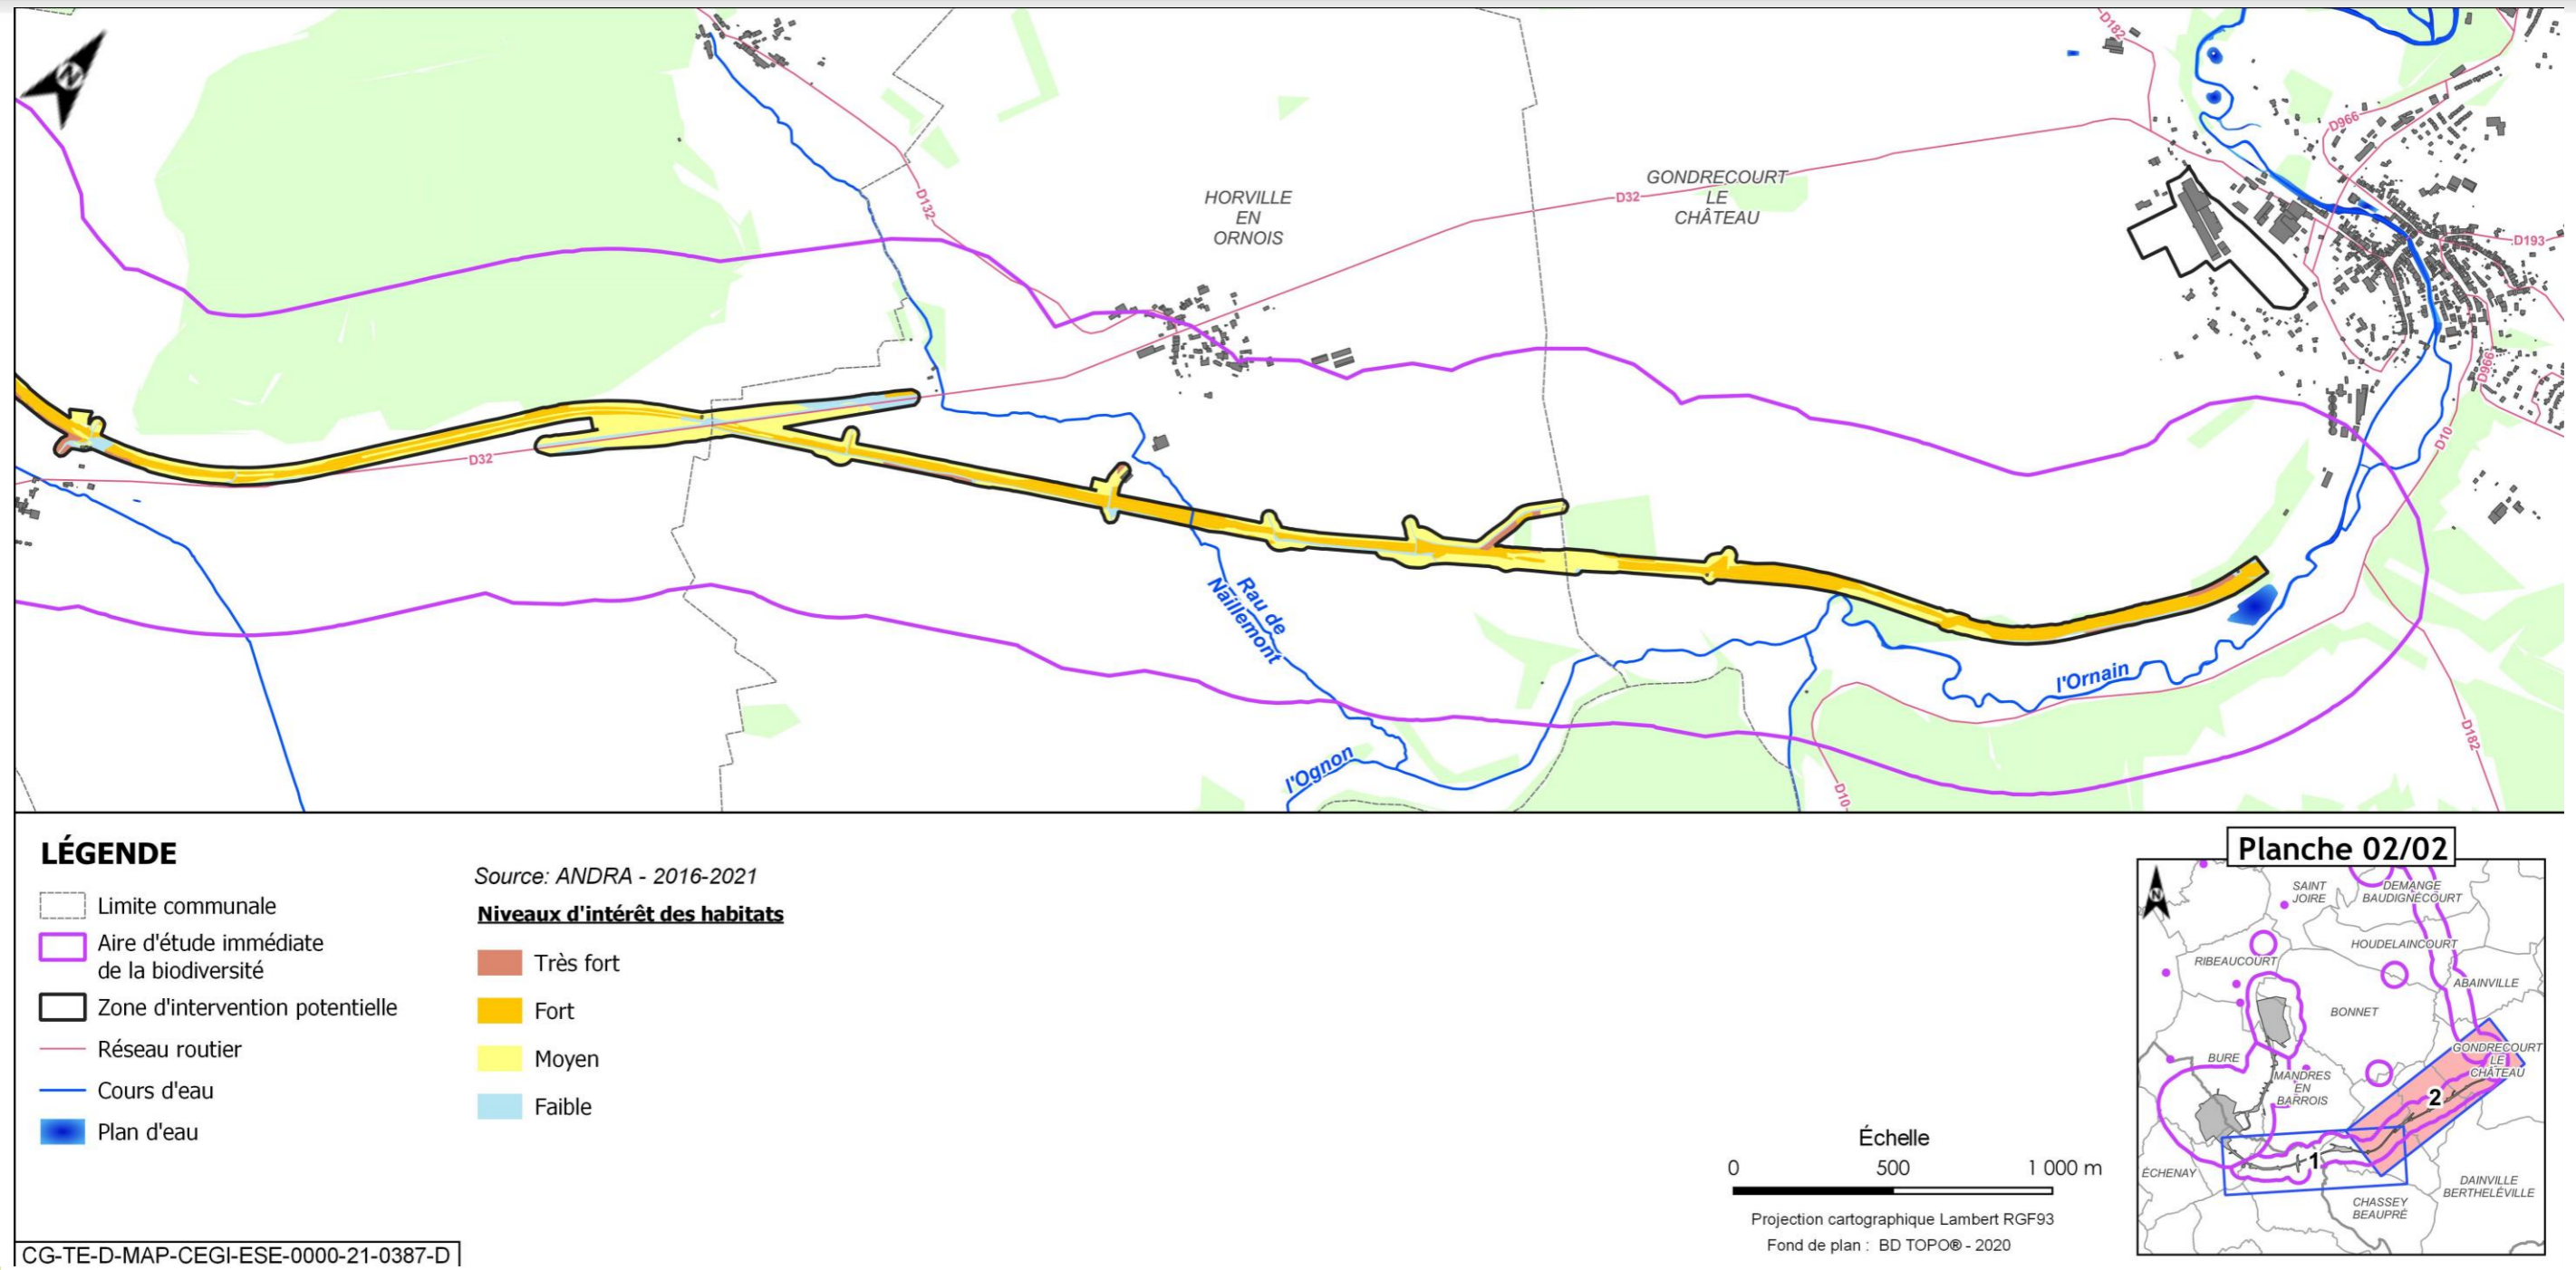 N
D182
D966
D132
HORVILLE
EN
ORNOIS
GONDRECOURT
LE
CHÂTEAU
D32
D193
D966
D32
D10
Rau de
Naillemont
l'Ornain
l'Ognon
D10
D182
LÉGENDE
Limite communale
Aire d'étude immédiate
de la biodiversité
Zone d'intervention potentielle
Réseau routier
Cours d'eau
Plan d'eau
Source: ANDRA - 2016-2021
Niveaux d'intérêt des habitats
Très fort
Fort
Moyen
Faible
Échelle
0 500 1 000 m
Projection cartographique Lambert RGF93
Fond de plan : BD TOPO® - 2020
Planche 02/02
N
SAINT
JOIRE
DEMANGE
BAUDIGNÉCOURT
HOUDELAINCOURT
RIBEAUCOURT
ABAINVILLE
BONNET
GONDRECOURT
LE
CHÂTEAU
BURE
MANDRES
EN
BARROIS
2
1
ÉCHENAY
DAINVILLE
BERTHELÉVILLE
CHASSEY
BEAUPRÉ
CG-TE-D-MAP-CEGI-ESE-0000-21-0387-D